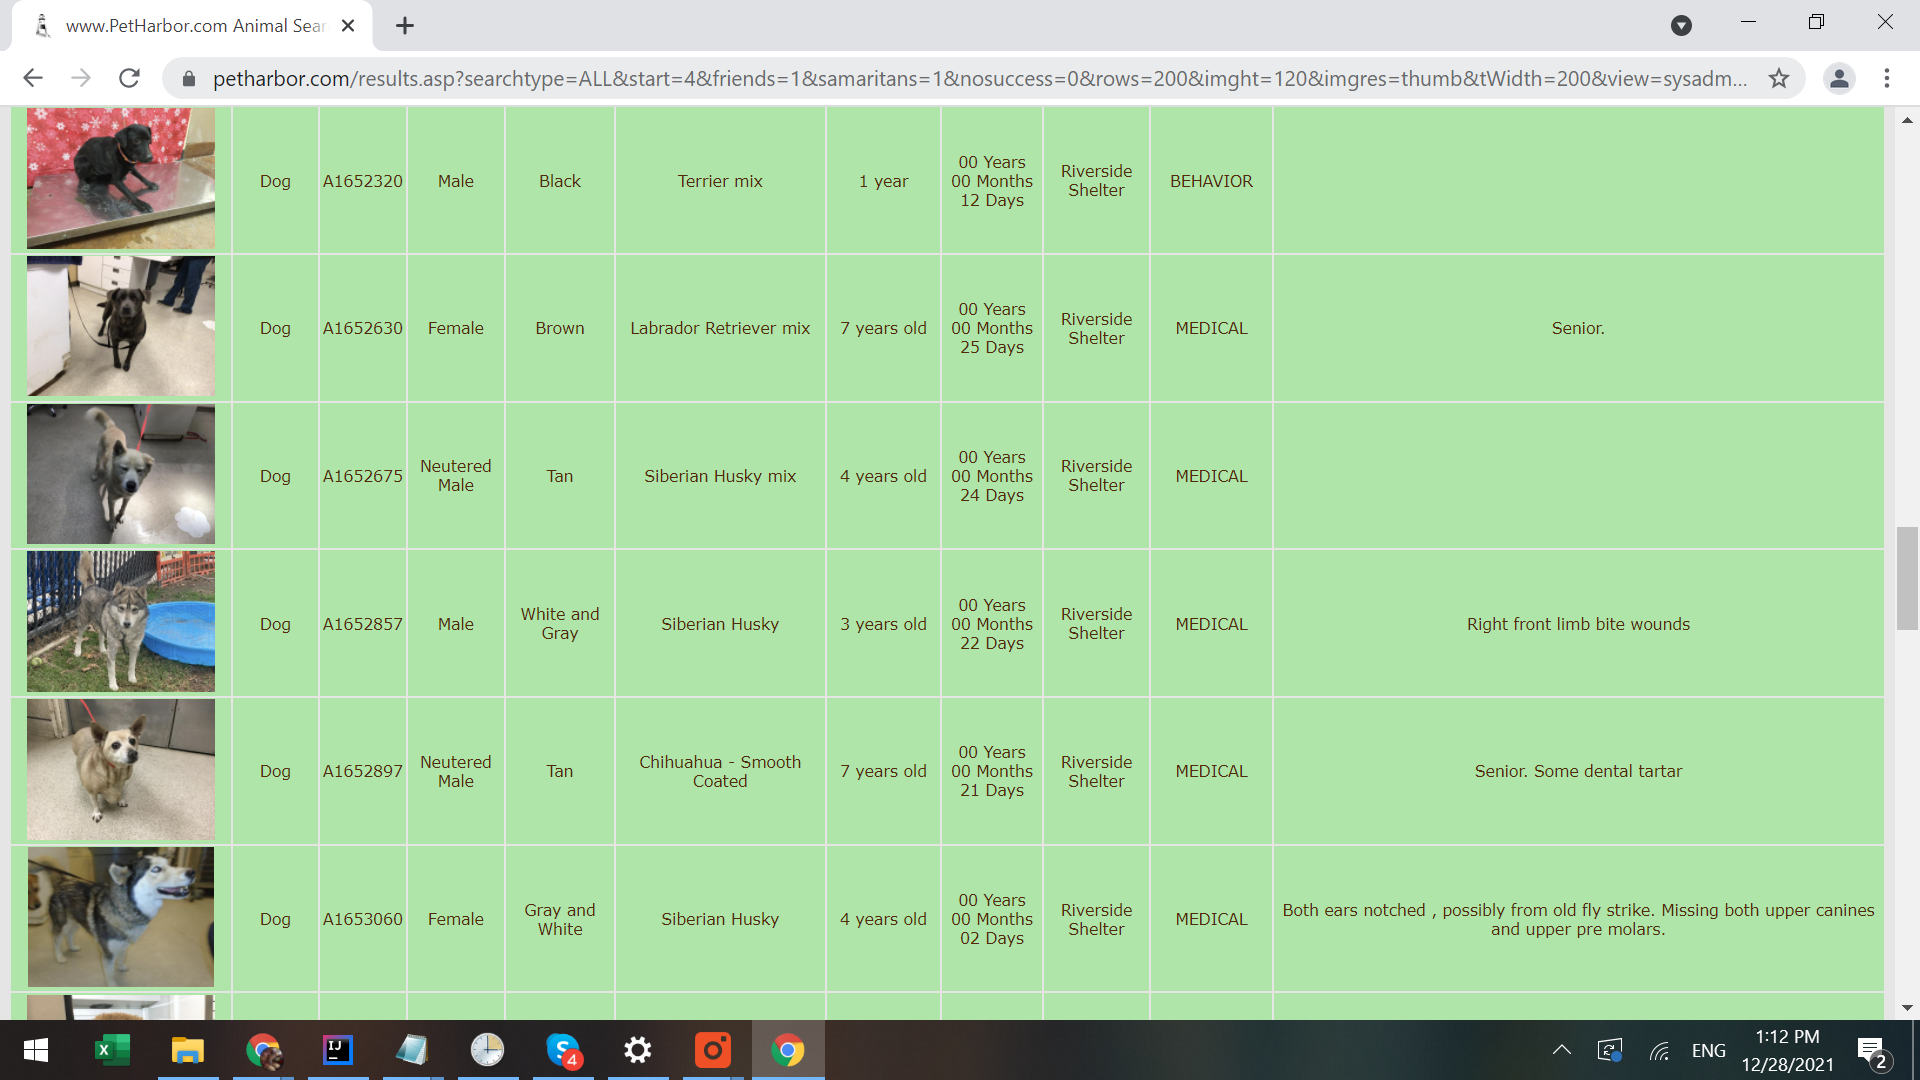 www.PetHarbor.com Animal Sear
petharbor.com/results.asp?searchtype=ALL&start=4&friends=1&samaritans=1&nosuccess=0&rows=200&imght=120&imgres=thumb&tWidth=200&view=sysadm...
Dog
A1652320
Male
Black
Terrier mix
1 year
00 Years
00 Months
12 Days
Riverside
Shelter
BEHAVIOR
Dog
A1652630
Female
Brown
Labrador Retriever mix
7 years old
00 Years
00 Months
25 Days
Riverside
Shelter
MEDICAL
Senior.
Dog
A1652675
Neutered
Male
Tan
Siberian Husky mix
4 years old
00 Years
00 Months
24 Days
Riverside
Shelter
MEDICAL
Dog
A1652857
Male
White and
Gray
Siberian Husky
3 years old
00 Years
00 Months
22 Days
Riverside
Shelter
MEDICAL
Right front limb bite wounds
Dog
A1652897
Neutered
Male
Tan
Chihuahua - Smooth
Coated
7 years old
00 Years
00 Months
21 Days
Riverside
Shelter
MEDICAL
Senior. Some dental tartar
Dog
A1653060
Female
Gray and
White
Siberian Husky
4 years old
00 Years
00 Months
02 Days
Riverside
Shelter
MEDICAL
Both ears notched , possibly from old fly strike. Missing both upper canines
and upper pre molars.
X
IJ
S
4
ENG
1:12 PM
12/28/2021
2